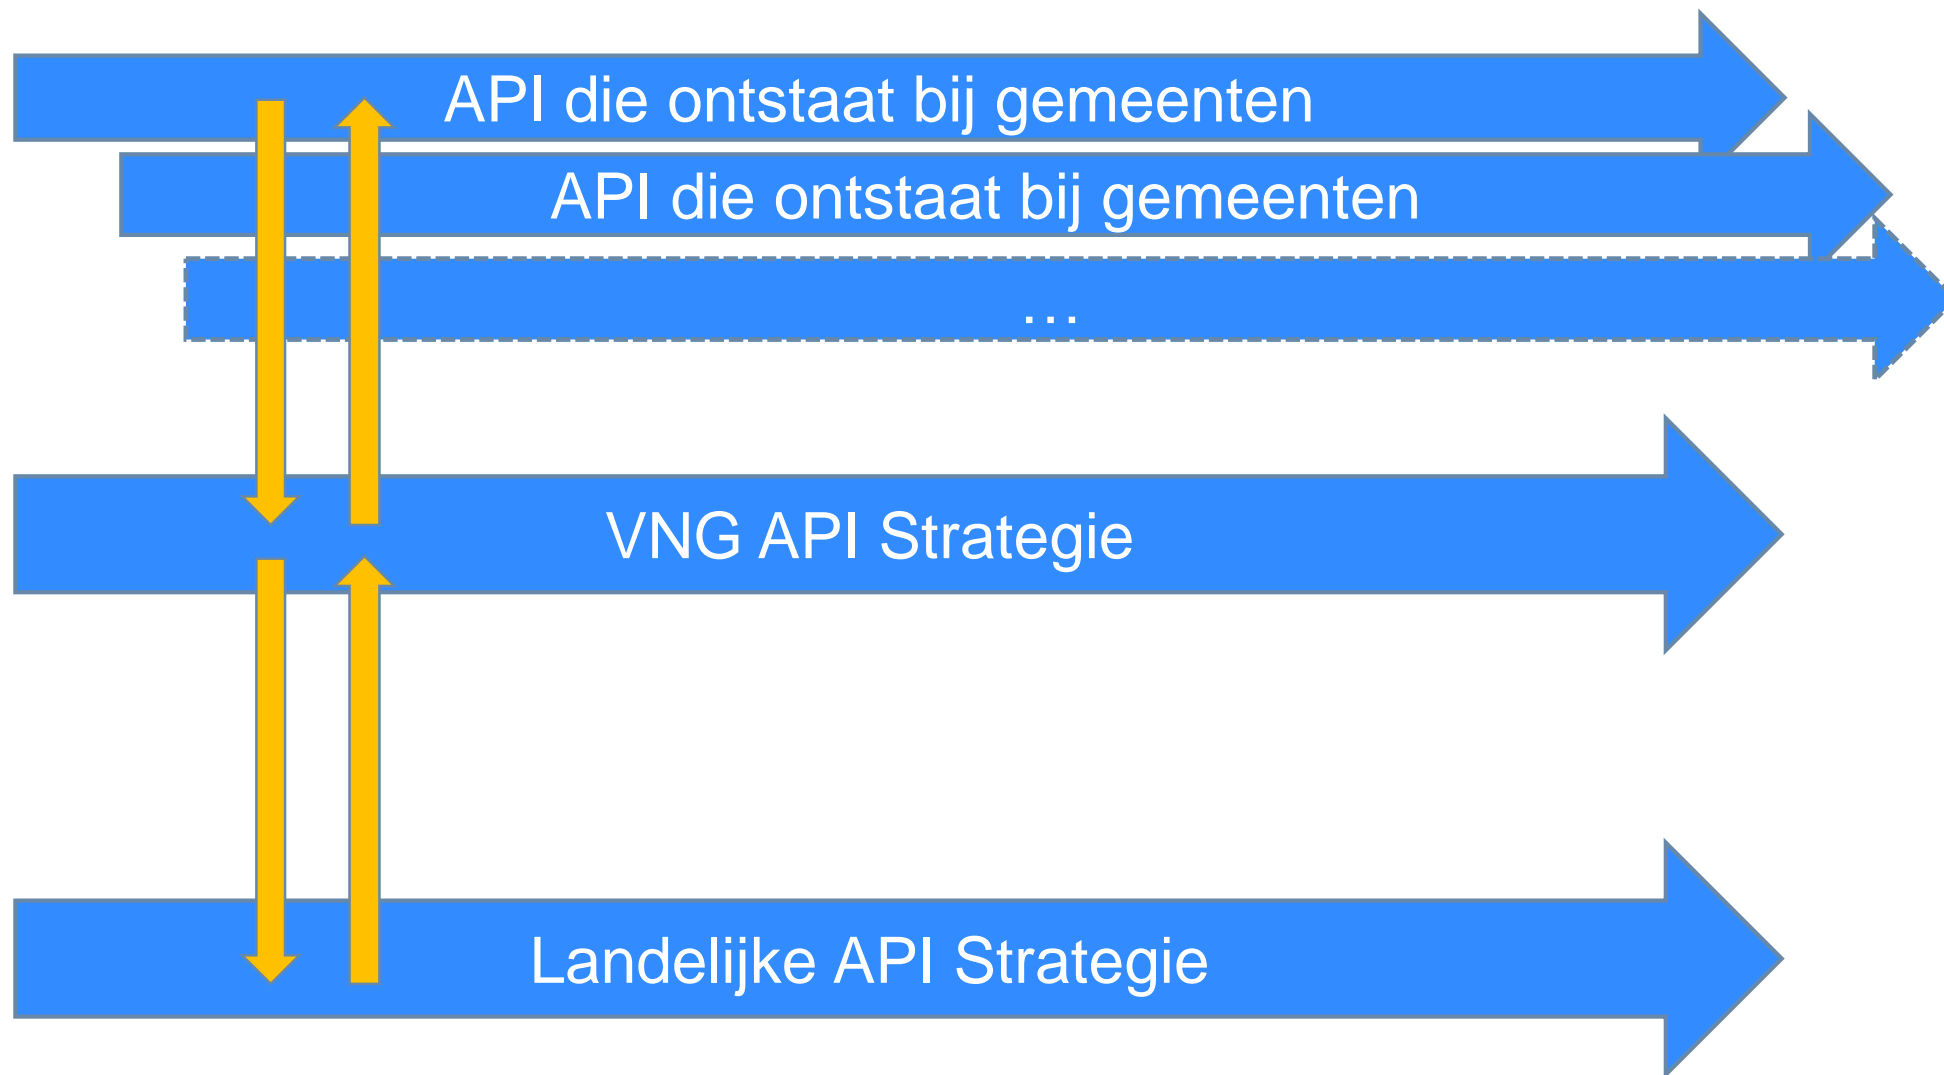 API die ontstaat bij gemeenten
API die ontstaat bij gemeenten
…
VNG API Strategie
Landelijke API Strategie